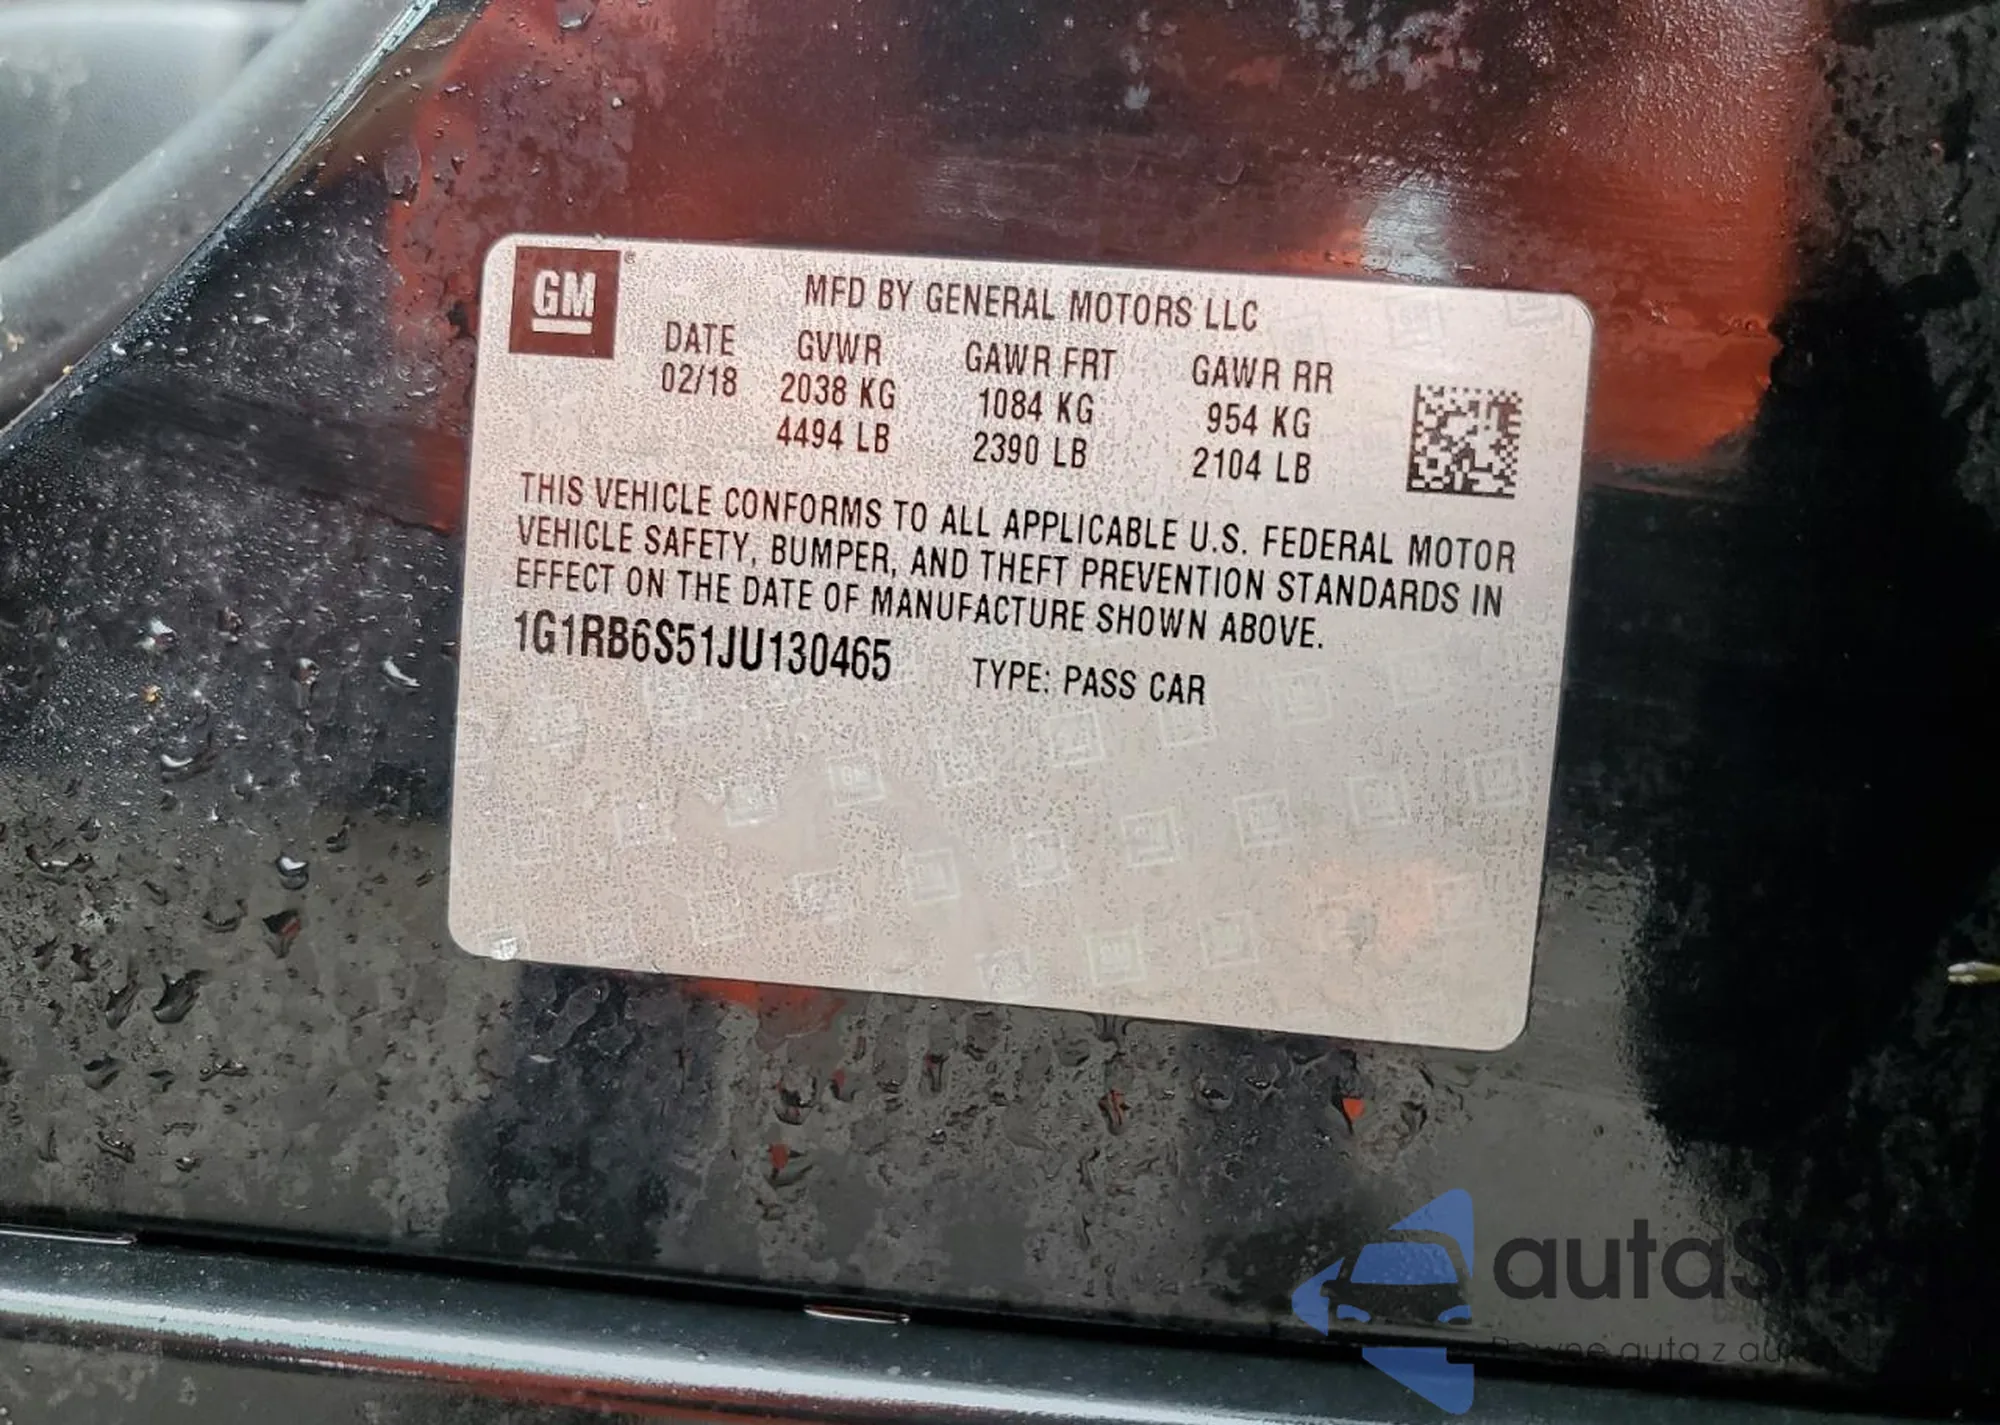 GM
MFD BY GENERAL MOTORS LLC
DATE GVWR GAWR FRT GAWR RR
02/18 2038 KG 1084 KG 954 KG
4494 LB 2390 LB 2104 LB
THIS VEHICLE CONFORMS TO ALL APPLICABLE U.S. FEDERAL MOTOR
VEHICLE SAFETY, BUMPER, AND THEFT PREVENTION STANDARDS IN
EFFECT ON THE DATE OF MANUFACTURE SHOWN ABOVE.
1G1RB6S51JU130465 TYPE: PASS CAR
autaSho
Pewne auta z